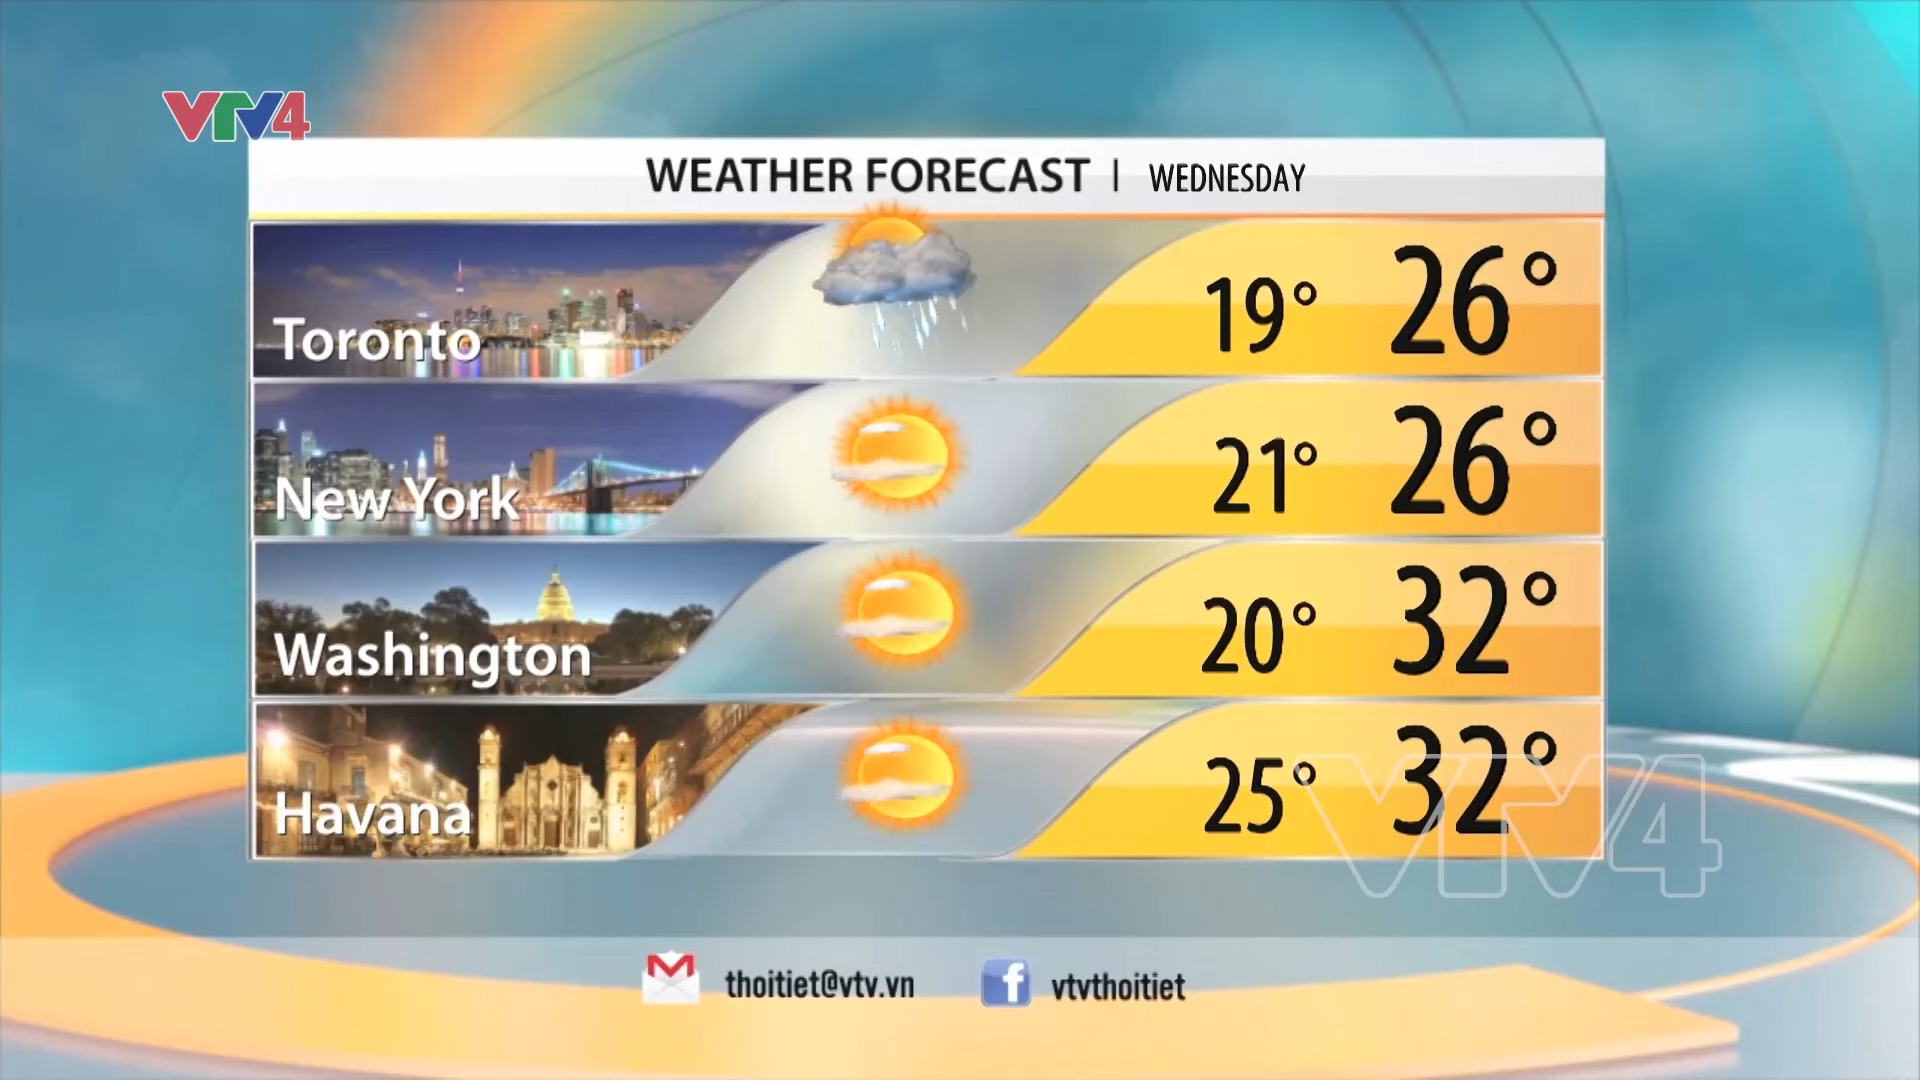 VTV4
WEATHER FORECAST | WEDNESDAY
Toronto 19° 26°
New York 21° 26°
Washington 20° 32°
Havana 25° 32°
VTV4
thoitiet@vtv.vn vtvthoitiet